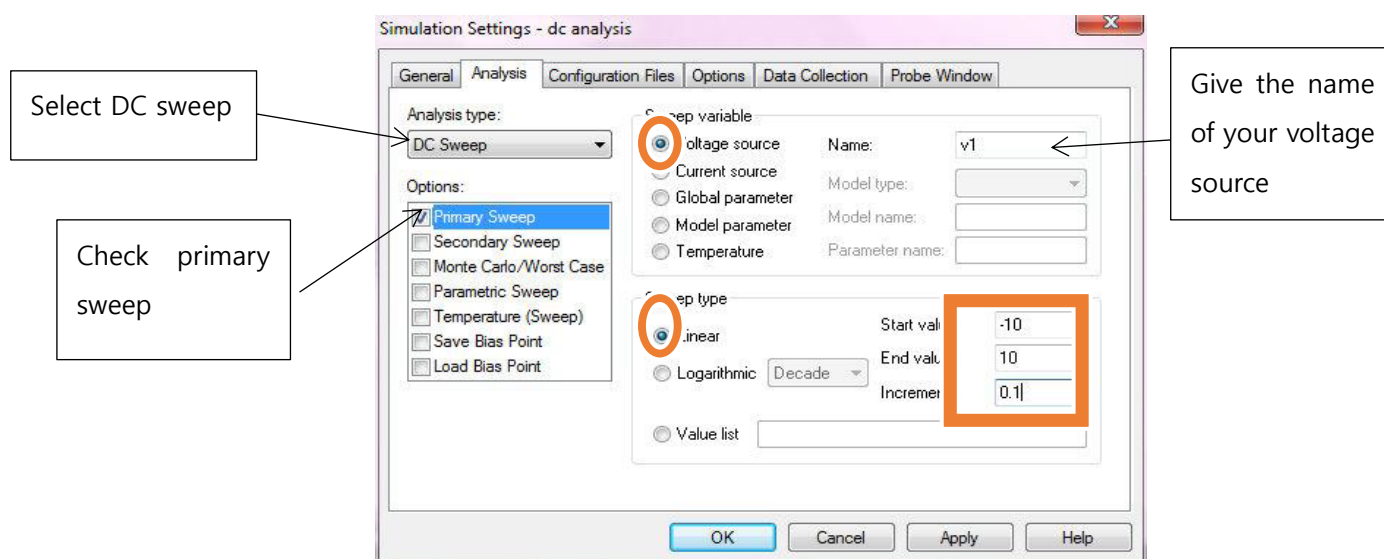 Simulation Settings - dc analysis
General Analysis Configuration Files Options Data Collection Probe Window
Select DC sweep
Give the name
of your voltage
source
Analysis type:
DC Sweep
Options:
Primary Sweep
Secondary Sweep
Monte Carlo/Worst Case
Parametric Sweep
Temperature (Sweep)
Save Bias Point
Load Bias Point
Check primary
sweep
variable
source
Name:
v1
Current source
Model type:
Global parameter
Model parameter
Model name:
Temperature
Parameter name:
type
Start
-10
End
10
0.1
Logarithmic Decade
Value list
OK Cancel Apply Help